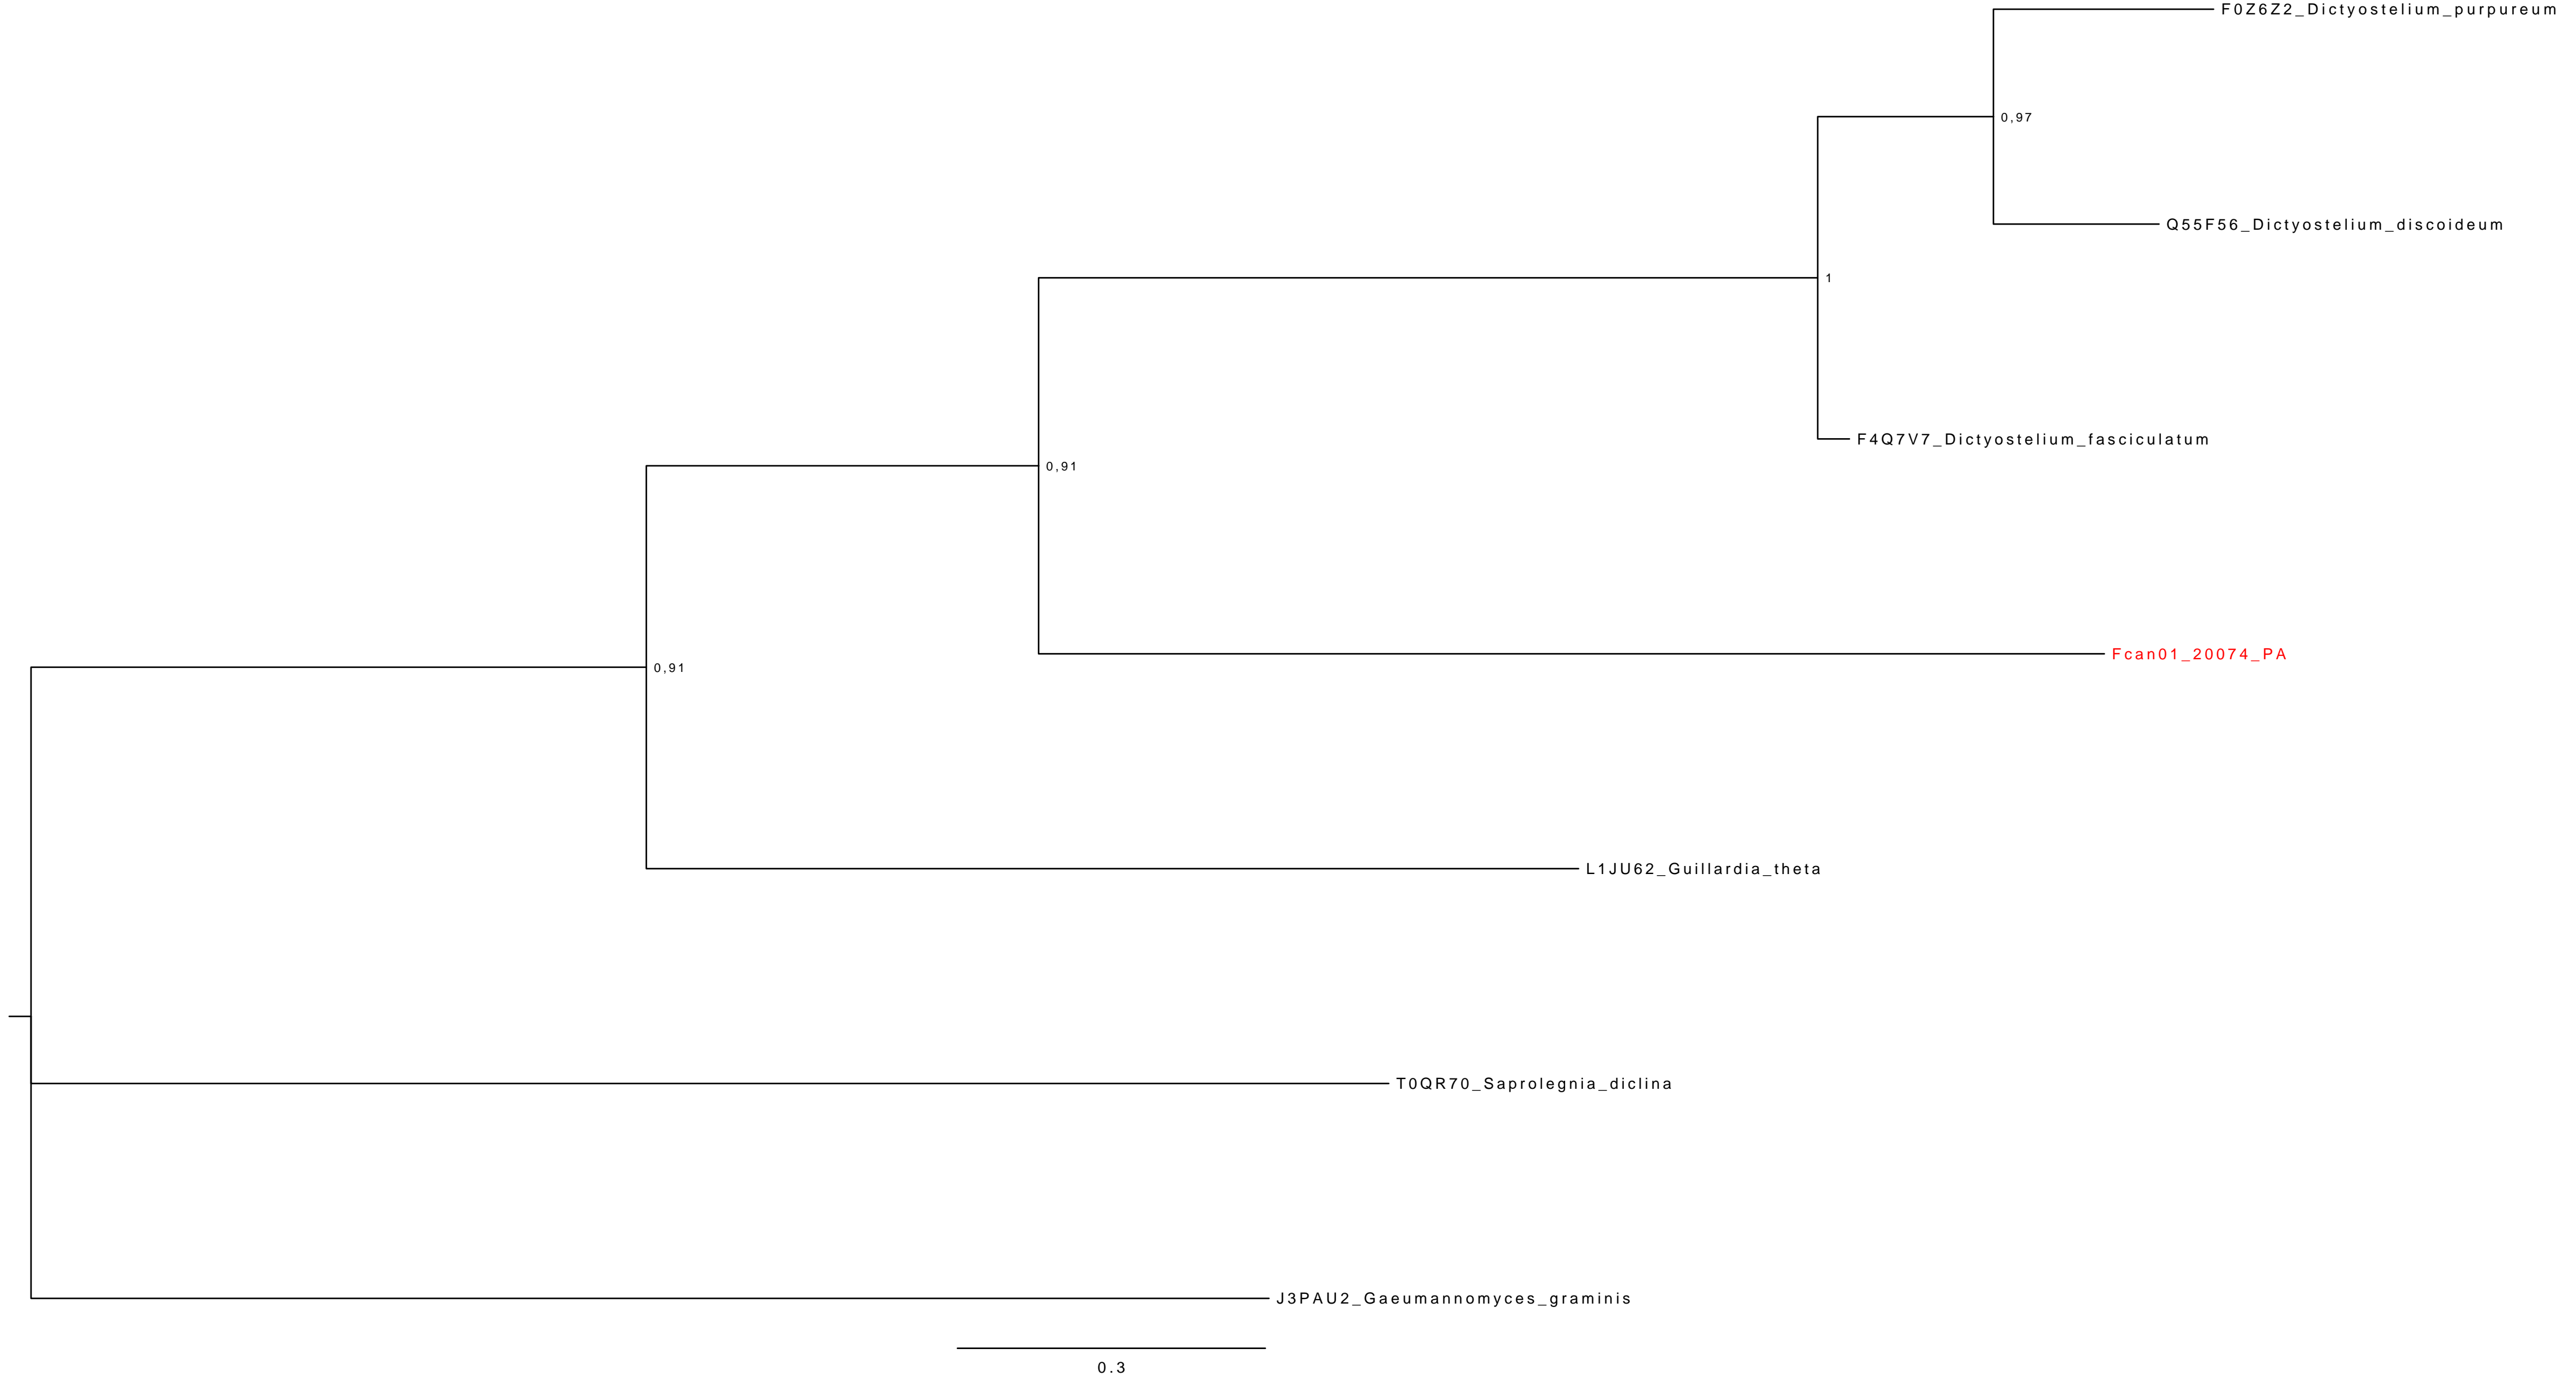 F0Z6Z2_Dictyostelium_purpureum
0,97
Q55F56_Dictyostelium_discoideum
1
F4Q7V7_Dictyostelium_fasciculatum
0,91
Fcan01_20074_PA
0,91
L1JU62_Guillardia_theta
T0QR70_Saprolegnia_diclina
J3PAU2_Gaeumannomyces_graminis
0.3